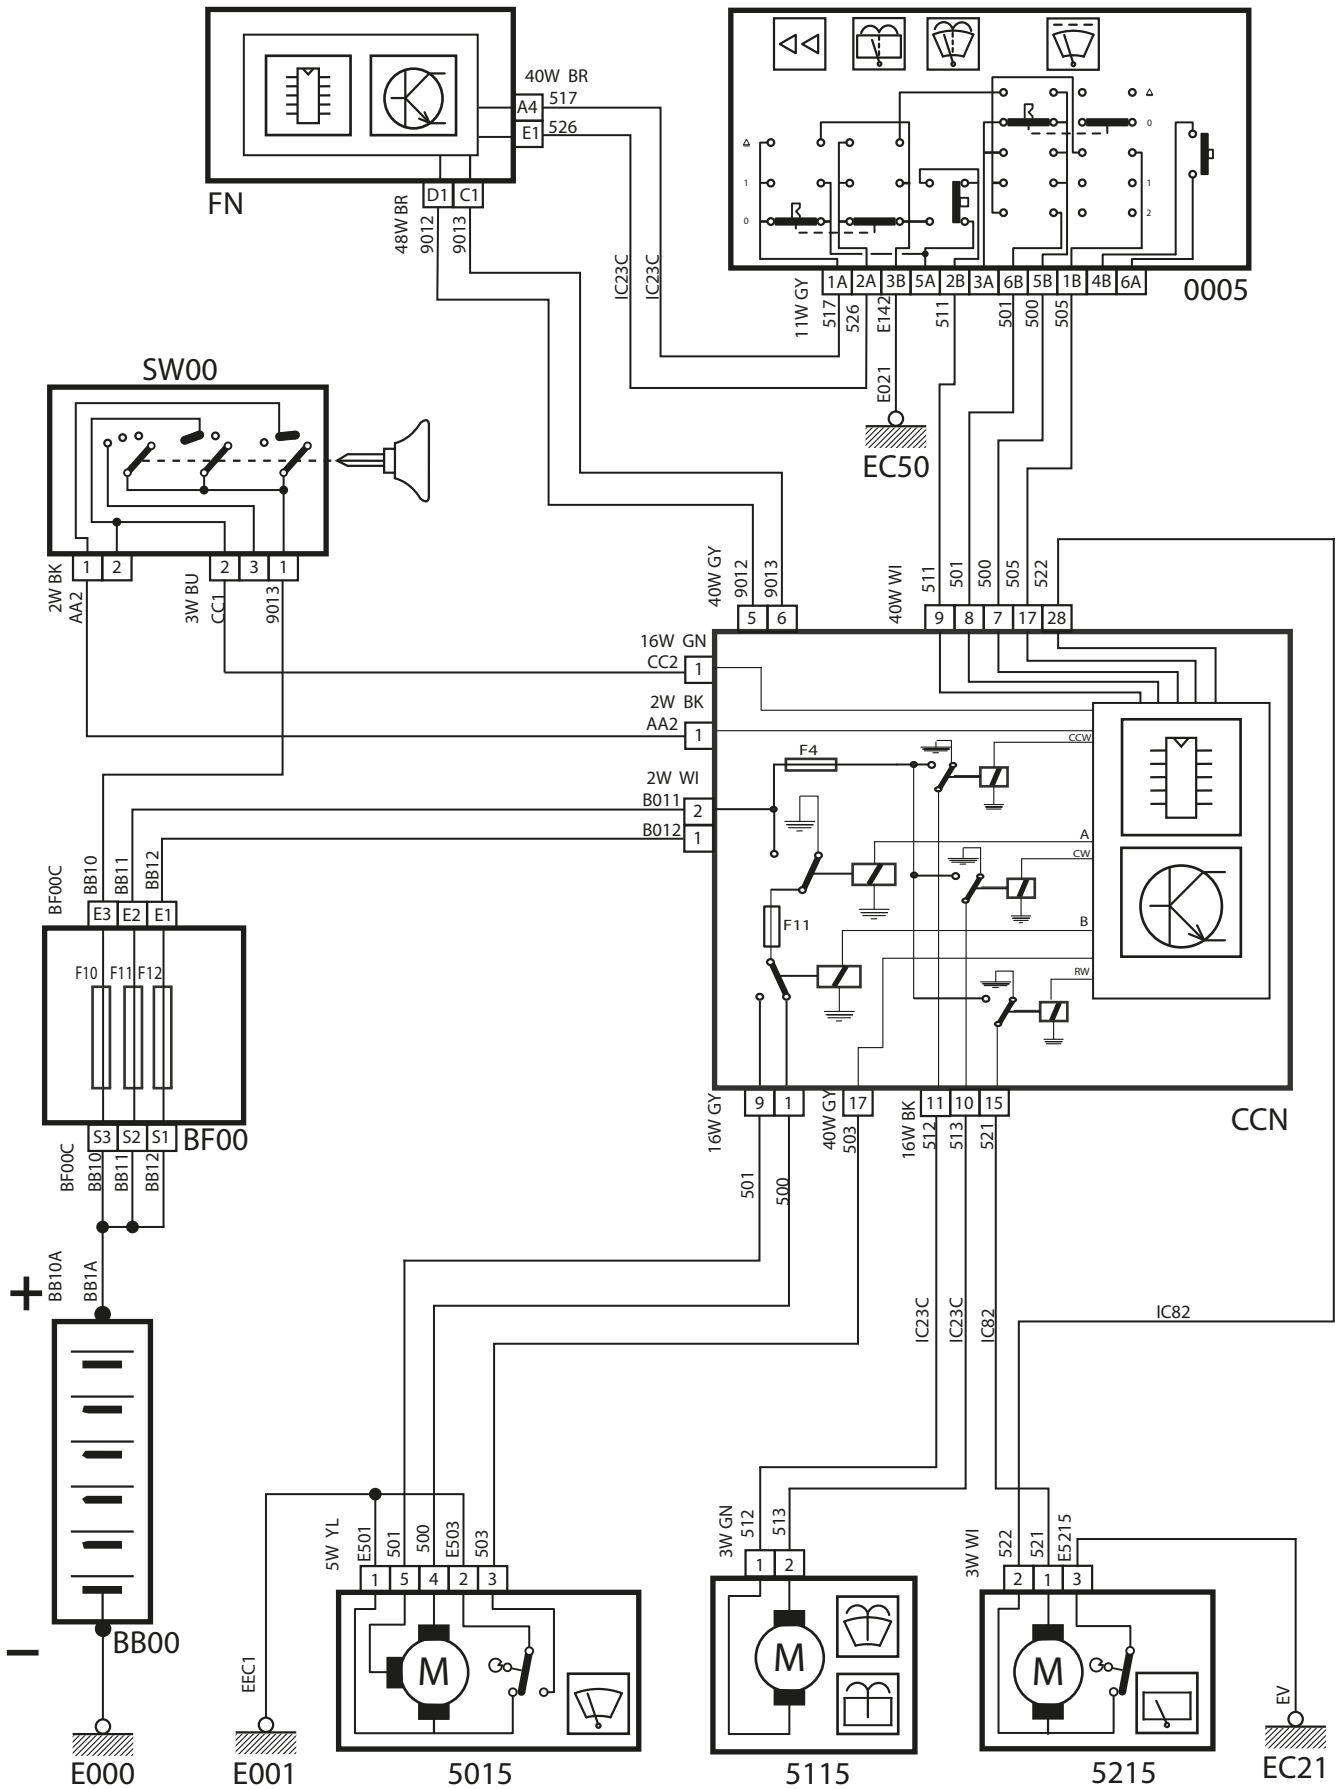 40W BR
A4
517
E1
526
FN
D1
C1
48W BR
9012
9013
IC23C
IC23C
1
0
0
1
2
1A
2A
3B
5A
2B
3A
6B
5B
1B
4B
6A
0005
11W GY
517
526
E142
511
501
500
505
E021
EC50
SW00
1
2
2
3
1
2W BK
AA2
3W BU
CC1
9013
40W GY
9012
9013
40W WI
511
501
500
505
522
5
6
9
8
7
17
28
16W GN
CC2
1
2W BK
AA2
1
2W WI
B011
2
B012
1
F4
CCW
A
CW
F11
B
RW
BF00C
BB10
BB11
BB12
E3
E2
E1
F10
F11
F12
S3
S2
S1
BF00
BF00C
BB10
BB11
BB12
9
1
17
11
10
15
CCN
16W GY
501
500
40W GY
503
16W BK
512
513
521
BB10A
BB1A
+
IC23C
IC23C
IC82
IC82
BB00
−
E000
EEC1
E001
5W YL
E501
501
500
E503
503
1
5
4
2
3
M
5015
3W GN
512
513
1
2
M
5115
3W WI
522
521
E5215
2
1
3
M
5215
EV
EC21